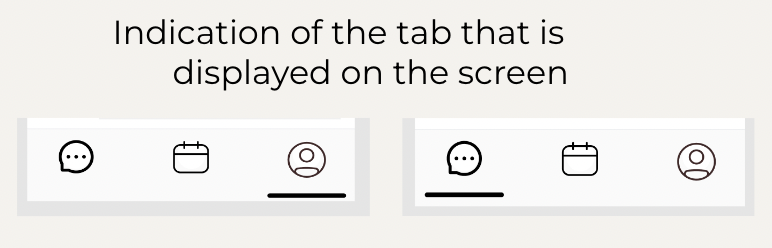 Indication of the tab that is
displayed on the screen